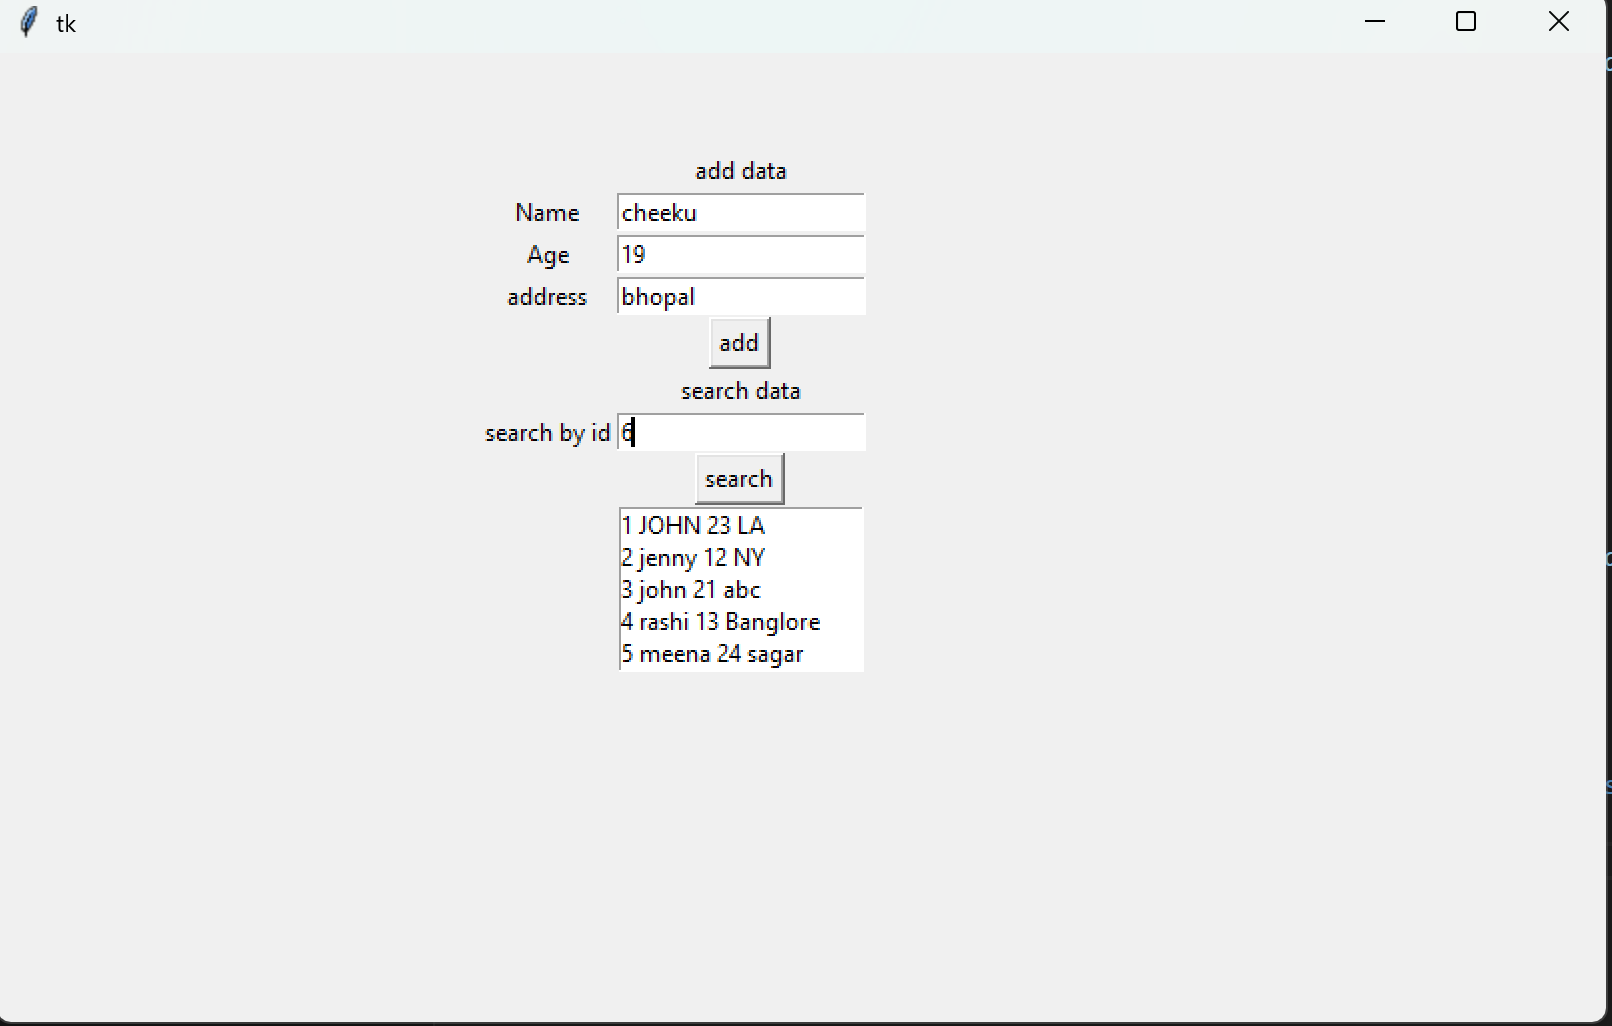 tk
add data
Name cheeku
Age 19
address bhopal
add
search data
search by id 6
search
1 JOHN 23 LA
2 jenny 12 NY
3 john 21 abc
4 rashi 13 Banglore
5 meena 24 sagar